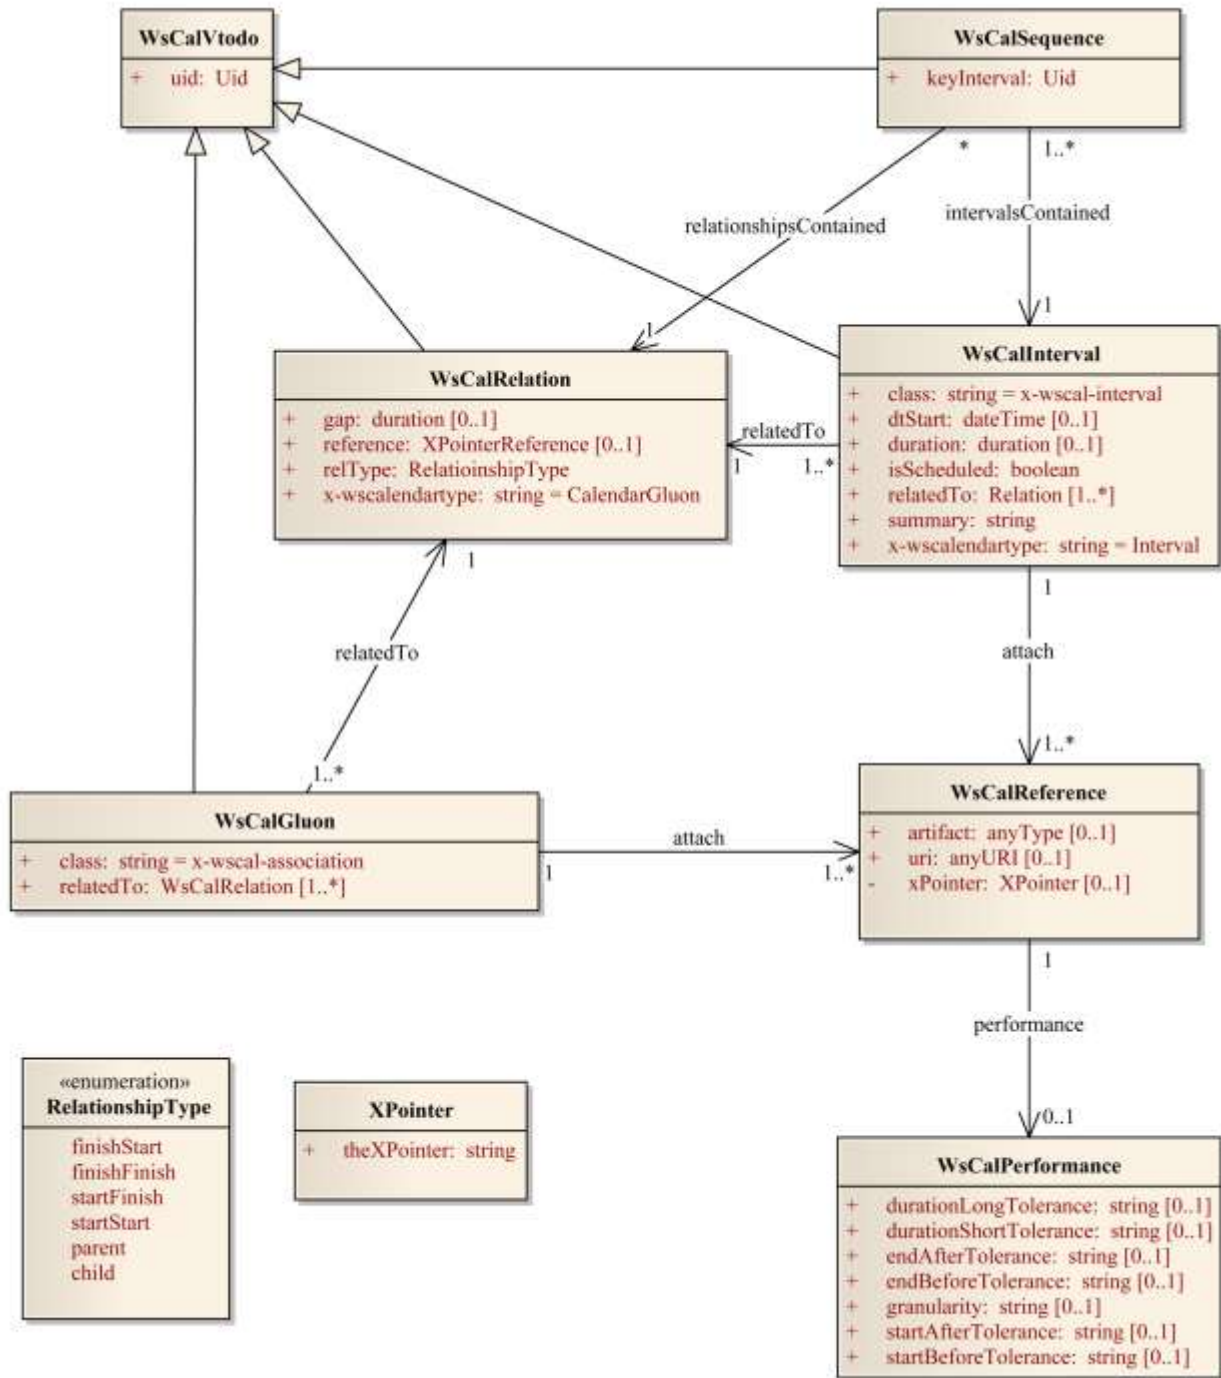 WsCalVtodo
+ uid: Uid
WsCalSequence
+ keyInterval: Uid
*
1..*
relationshipsContained
intervalsContained
1
1
WsCalRelation
+ gap: duration [0..1]
+ reference: XPointerReference [0..1]
+ relType: RelatioinshipType
+ x-wscalendartype: string = CalendarGluon
relatedTo
1
1..*
WsCalInterval
+ class: string = x-wscal-interval
+ dtStart: dateTime [0..1]
+ duration: duration [0..1]
+ isScheduled: boolean
+ relatedTo: Relation [1..*]
+ summary: string
+ x-wscalendartype: string = Interval
1
1
relatedTo
attach
1..*
1..*
WsCalGluon
+ class: string = x-wscal-association
+ relatedTo: WsCalRelation [1..*]
attach
1
1..*
WsCalReference
+ artifact: anyType [0..1]
+ uri: anyURI [0..1]
- xPointer: XPointer [0..1]
1
performance
0..1
«enumeration»
RelationshipType
finishStart
finishFinish
startFinish
startStart
parent
child
XPointer
+ theXPointer: string
WsCalPerformance
+ durationLongTolerance: string [0..1]
+ durationShortTolerance: string [0..1]
+ endAfterTolerance: string [0..1]
+ endBeforeTolerance: string [0..1]
+ granularity: string [0..1]
+ startAfterTolerance: string [0..1]
+ startBeforeTolerance: string [0..1]